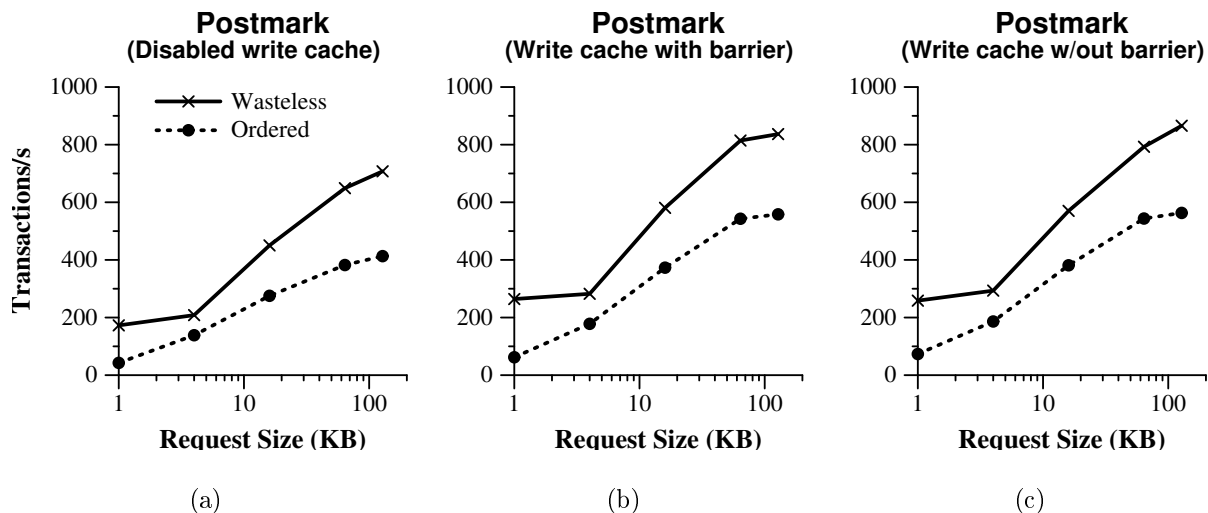 Postmark
(Disabled write cache)
1000
800
600
400
200
0
Transactions/s
Wasteless
Ordered
1 10 100
Request Size (KB)
(a)
Postmark
(Write cache with barrier)
1000
800
600
400
200
0
1 10 100
Request Size (KB)
(b)
Postmark
(Write cache w/out barrier)
1000
800
600
400
200
0
1 10 100
Request Size (KB)
(c)